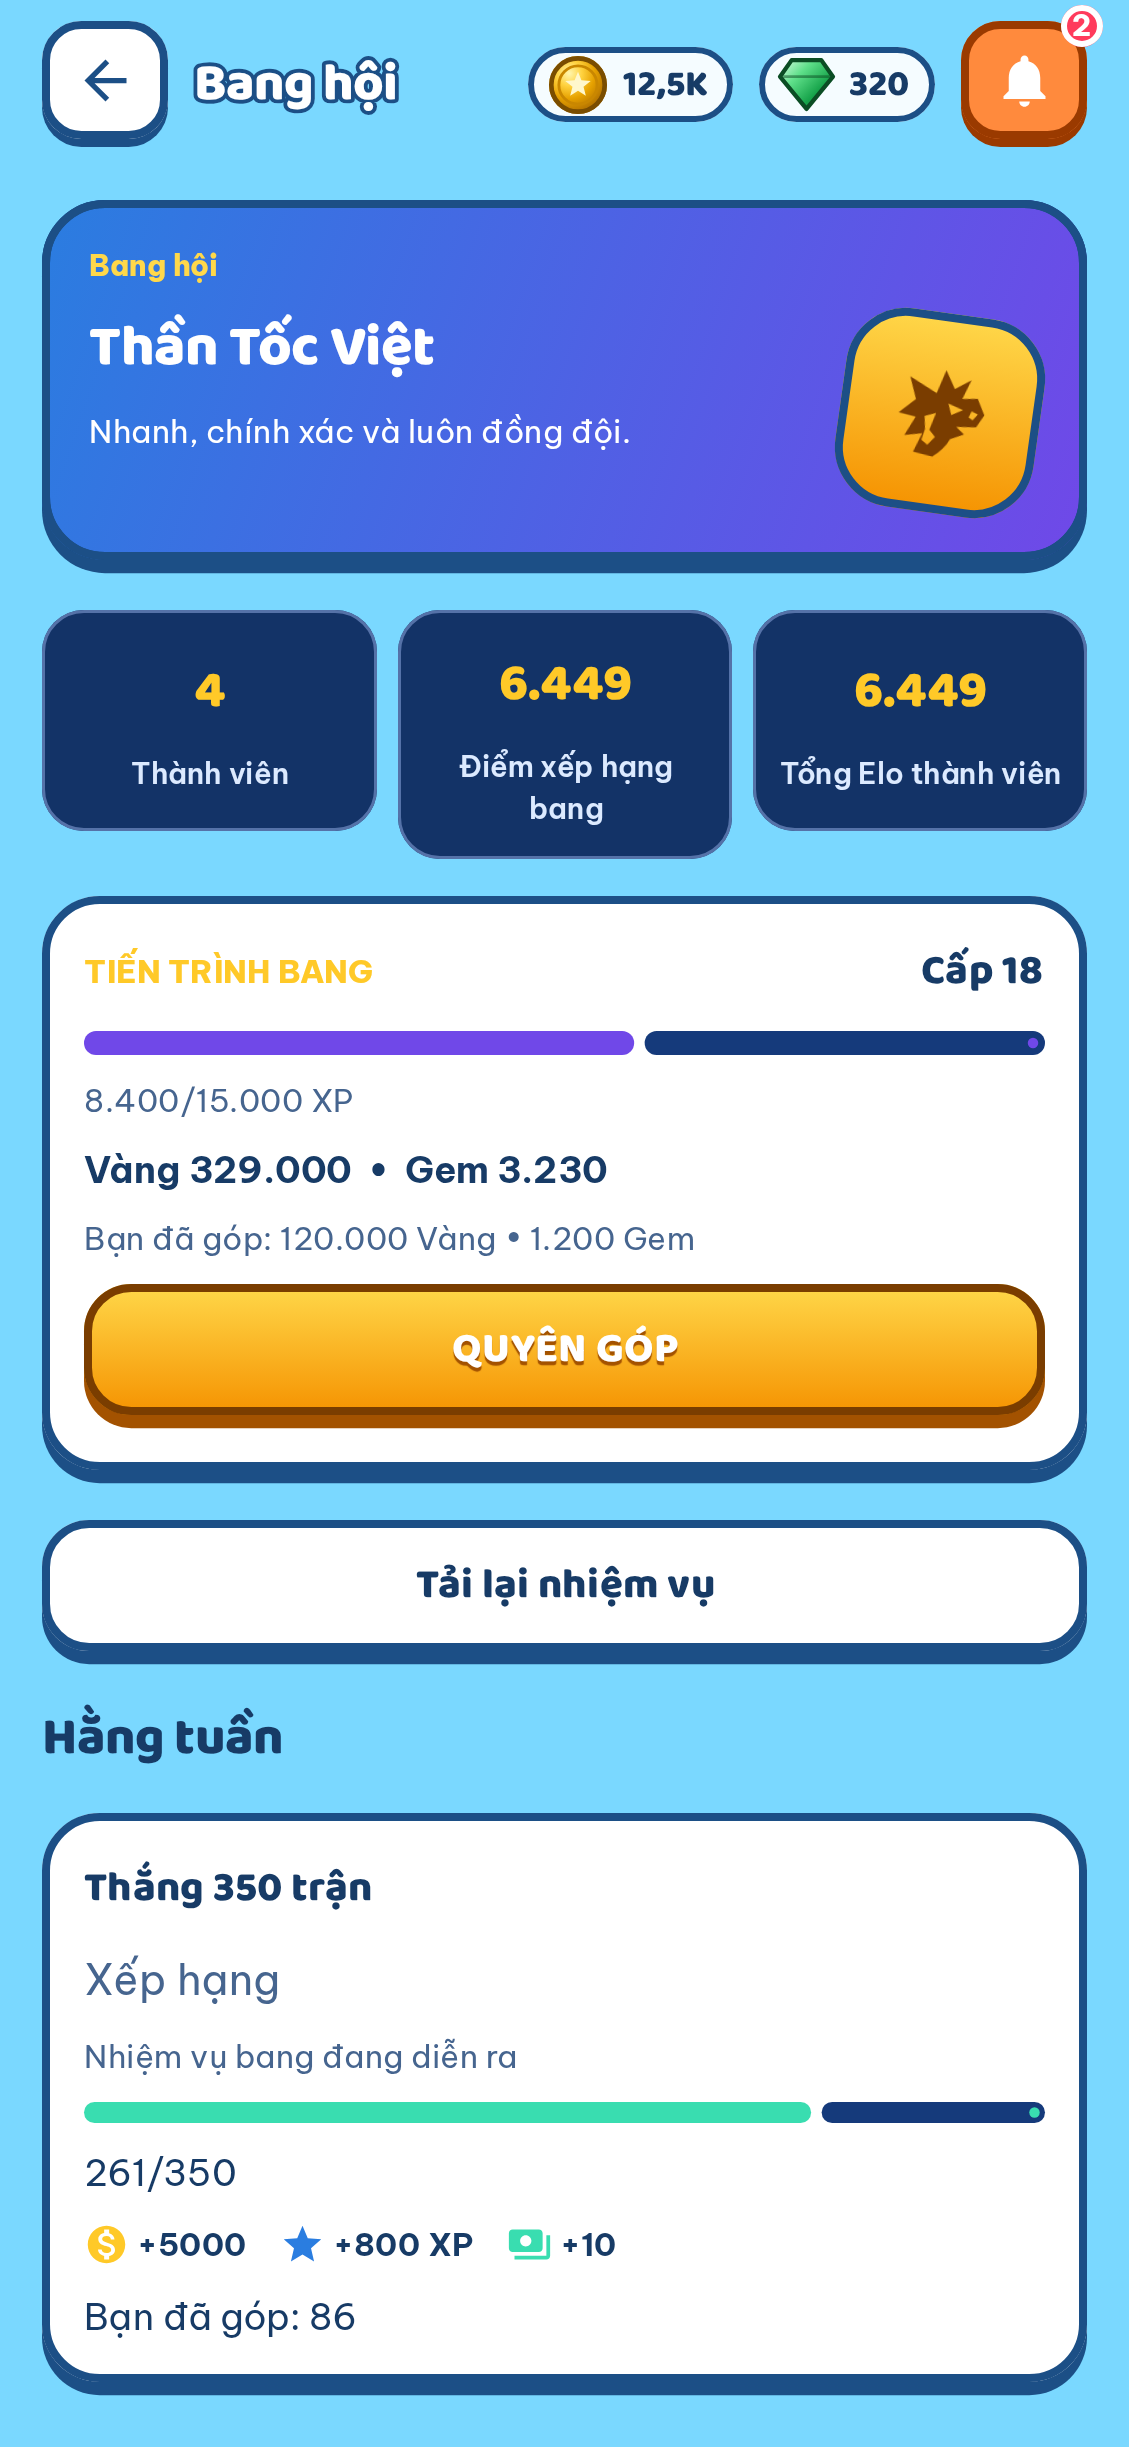 Bang hội
12,5K
320
2
Bang hội
Thần Tốc Việt
Nhanh, chính xác và luôn đồng đội.
4
Thành viên
6.449
Điểm xếp hạng
bang
6.449
Tổng Elo thành viên
TIẾN TRÌNH BANG
Cấp 18
8.400/15.000 XP
Vàng 329.000 • Gem 3.230
Bạn đã góp: 120.000 Vàng • 1.200 Gem
QUYÊN GÓP
Tải lại nhiệm vụ
Hằng tuần
Thắng 350 trận
Xếp hạng
Nhiệm vụ bang đang diễn ra
261/350
+5000 +800 XP +10
Bạn đã góp: 86